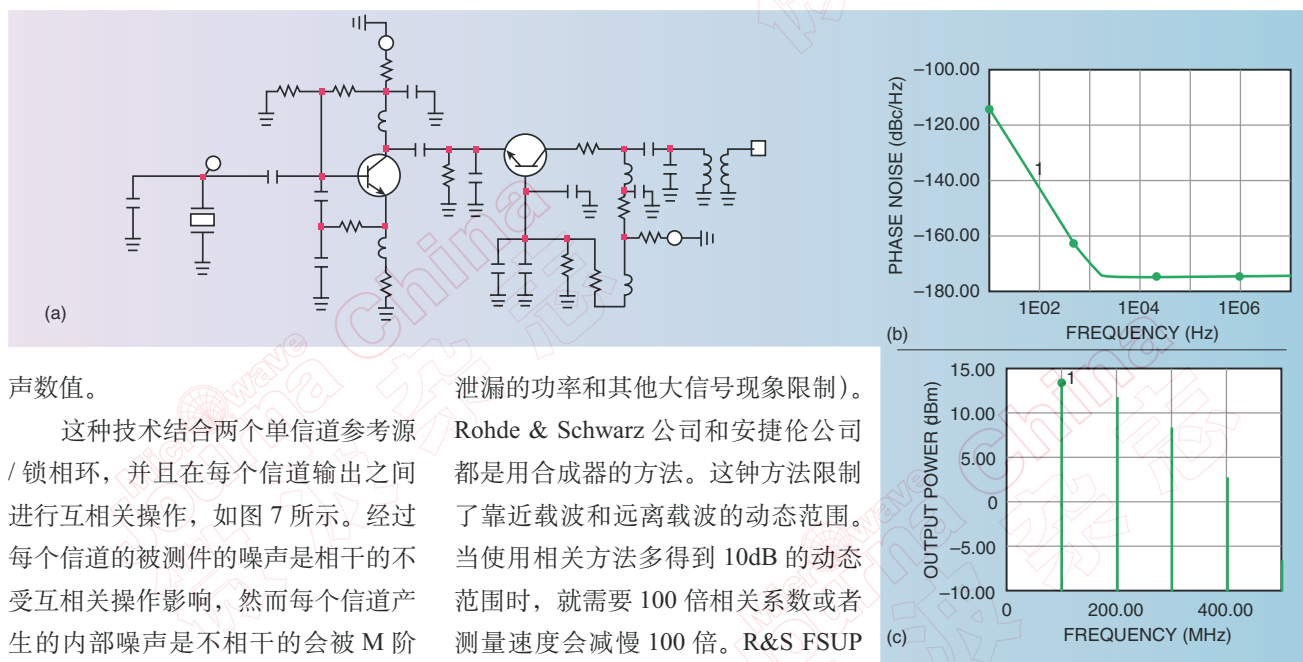 (a)
PHASE NOISE (dBc/Hz)
−100.00
−120.00
−140.00
−160.00
−180.00
1
1E02
1E04
1E06
FREQUENCY (Hz)
(b)
OUTPUT POWER (dBm)
15.00
10.00
5.00
0
−5.00
−10.00
1
0
200.00
400.00
FREQUENCY (MHz)
(c)
声数值。
这种技术结合两个单信道参考源
/ 锁相环，并且在每个信道输出之间
进行互相关操作，如图 7 所示。经过
每个信道的被测件的噪声是相干的不
受互相关操作影响，然而每个信道产
生的内部噪声是不相干的会被 M 阶
泄漏的功率和其他大信号现象限制）。
Rohde & Schwarz 公司和安捷伦公司
都是用合成器的方法。这钟方法限制
了靠近载波和远离载波的动态范围。
当使用相关方法多得到 10dB 的动态
范围时，就需要 100 倍相关系数或者
测量速度会减慢 100 倍。R&S FSUP